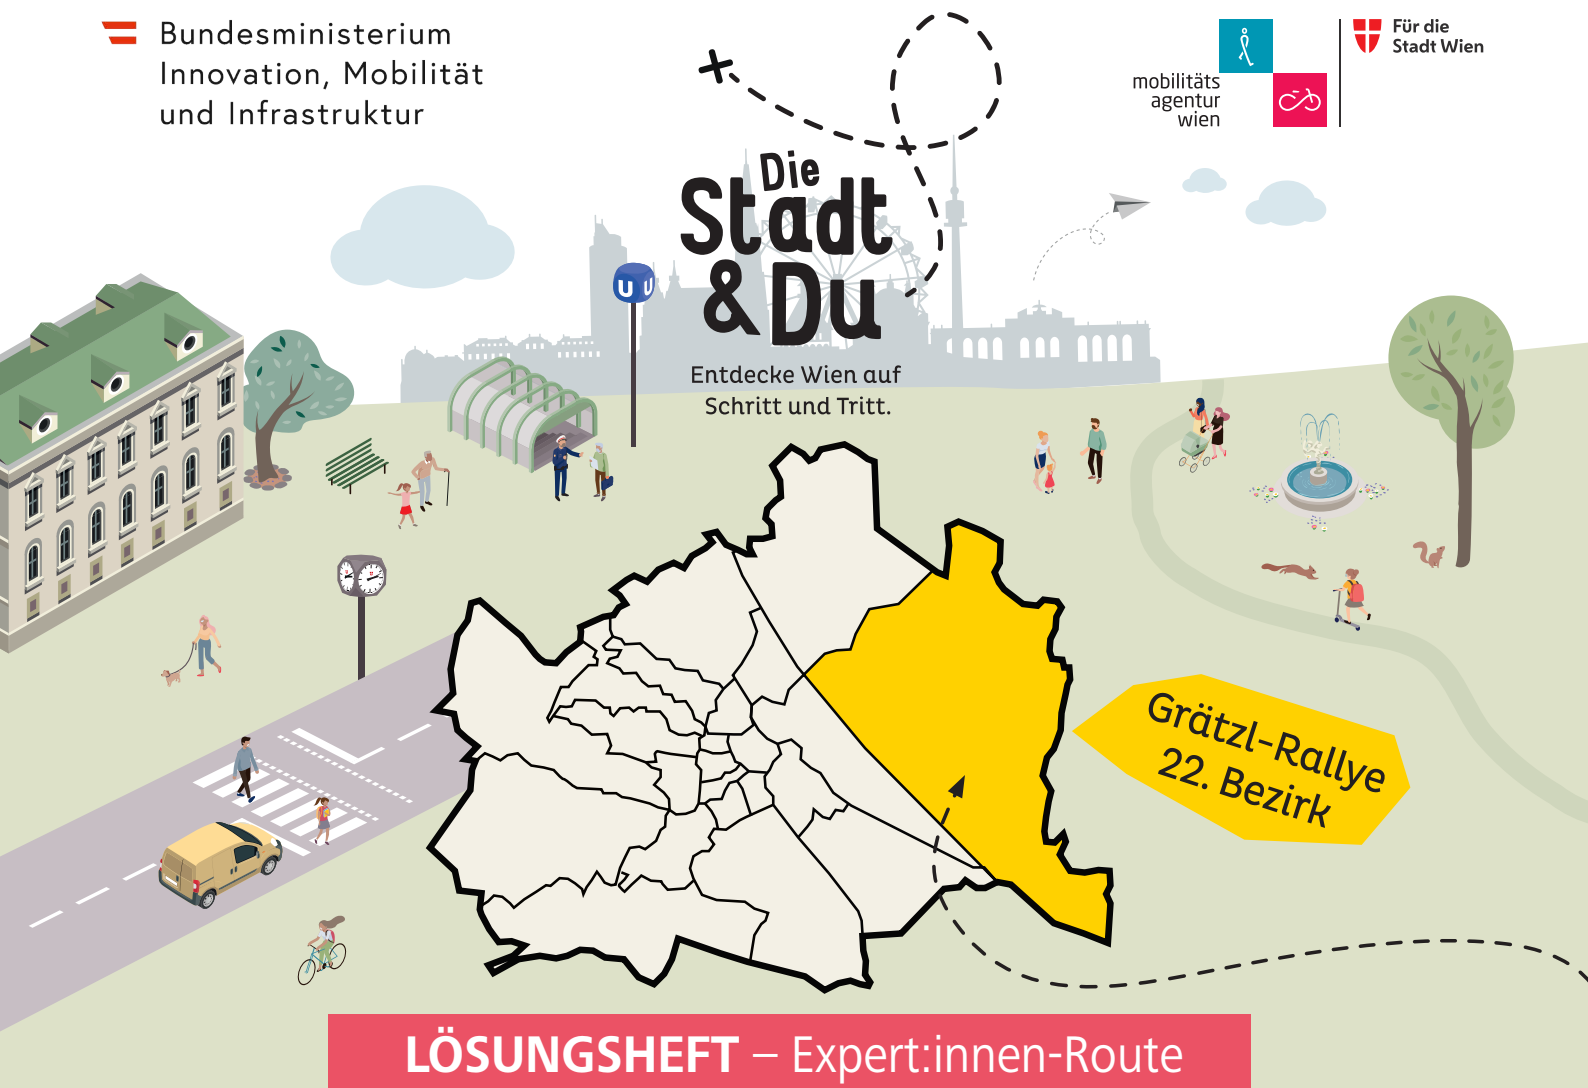 Bundesministerium
Innovation, Mobilität
und Infrastruktur
mobilitäts
agentur
wien
Für die
Stadt Wien
Die
Stadt
& Du
Entdecke Wien auf
Schritt und Tritt.
U U
Grätzl-Rallye
22. Bezirk
LÖSUNGSHEFT – Expert:innen-Route